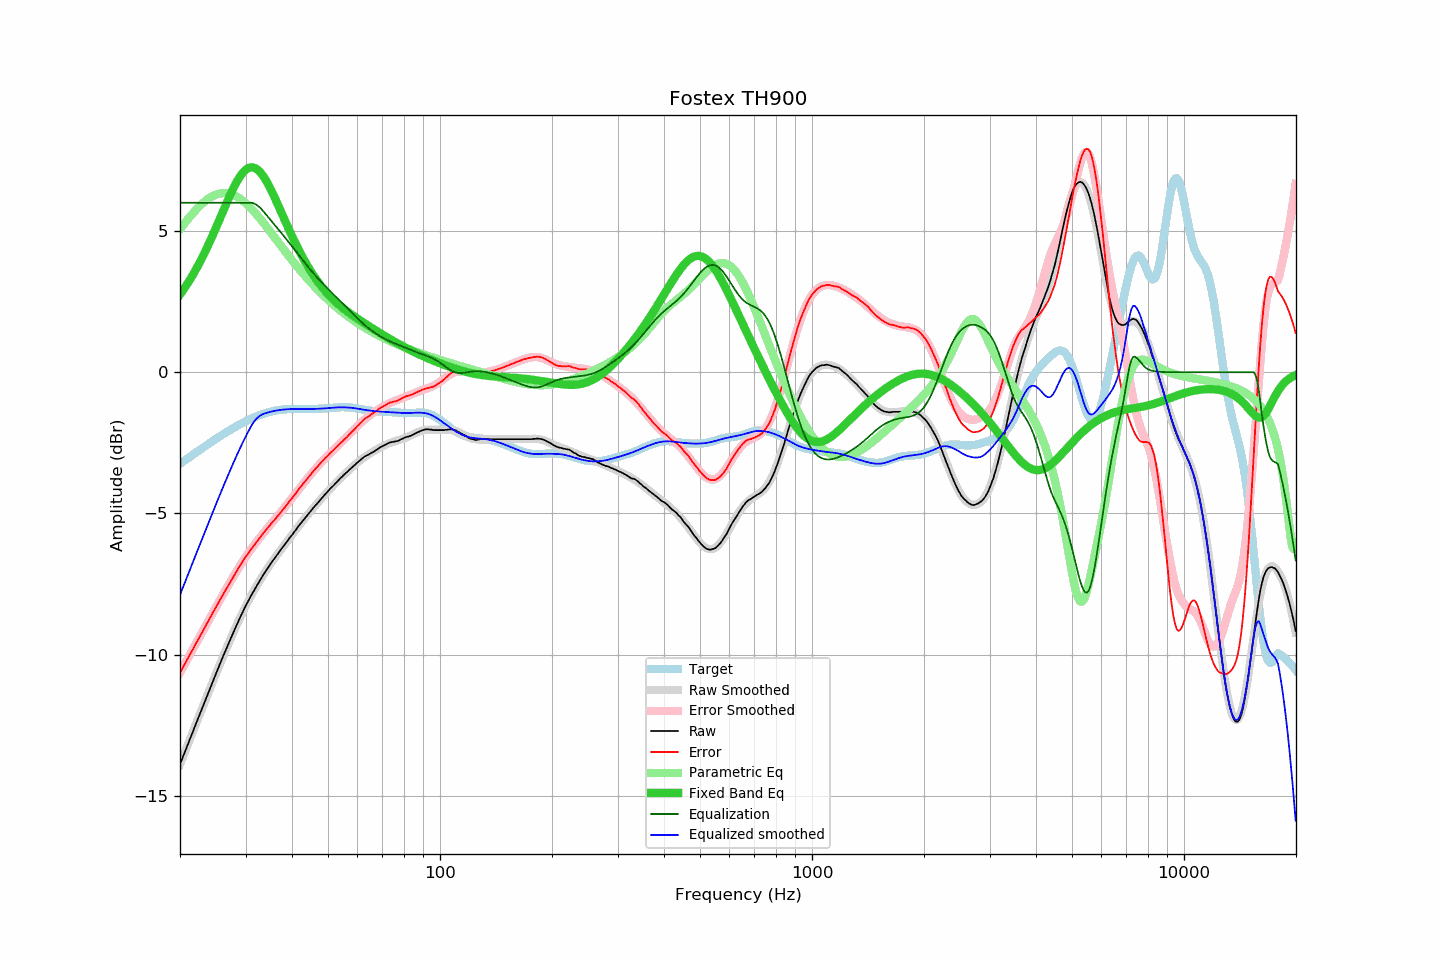 Fostex TH900
Amplitude (dBr)
5
0
−5
−10
−15
100
1000
10000
Frequency (Hz)
Target
Raw Smoothed
Error Smoothed
Raw
Error
Parametric Eq
Fixed Band Eq
Equalization
Equalized smoothed